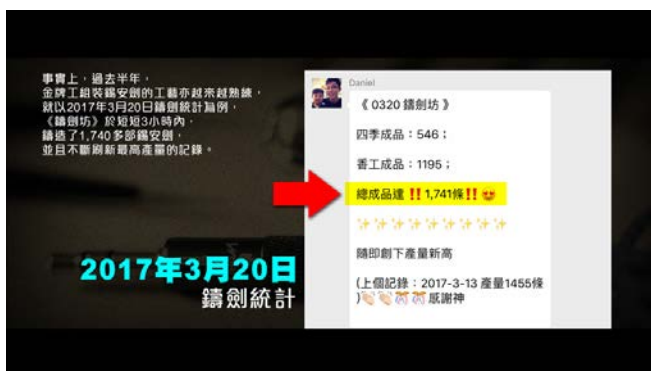 事實上，過去半年，
金牌工組裝錫安劍的工藝亦越來越熟練，
就以2017年3月20日鑄劍統計為例，
《鑄劍坊》於短短3小時內，
鑄造了1,740多部錫安劍，
並且不斷刷新最高產量的記錄。
2017年3月20日
鑄劍統計
Daniel
《 0320 鑄劍坊 》
四季成品：546；
番工成品：1195；
總成品達 ‼️ 1,741條‼️ 😍
✨✨✨✨✨✨✨✨✨
隨即創下產量新高
(上個記錄：2017-3-13 產量1455條
)👏🏻👏🏻🎊🎊 感謝神